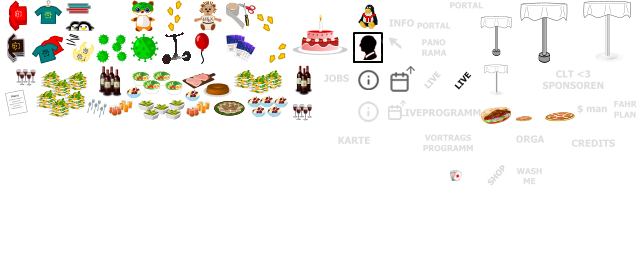 PORTAL
INFO
PORTAL
PANO
RAMA
JOBS
LIVE
LIVE
CLT <3
SPONSOREN
LIVEPROGRAMM
$ man
FAHR
PLAN
KARTE
VORTRAGS
PROGRAMM
ORGA
CREDITS
SHOP
WASH
ME